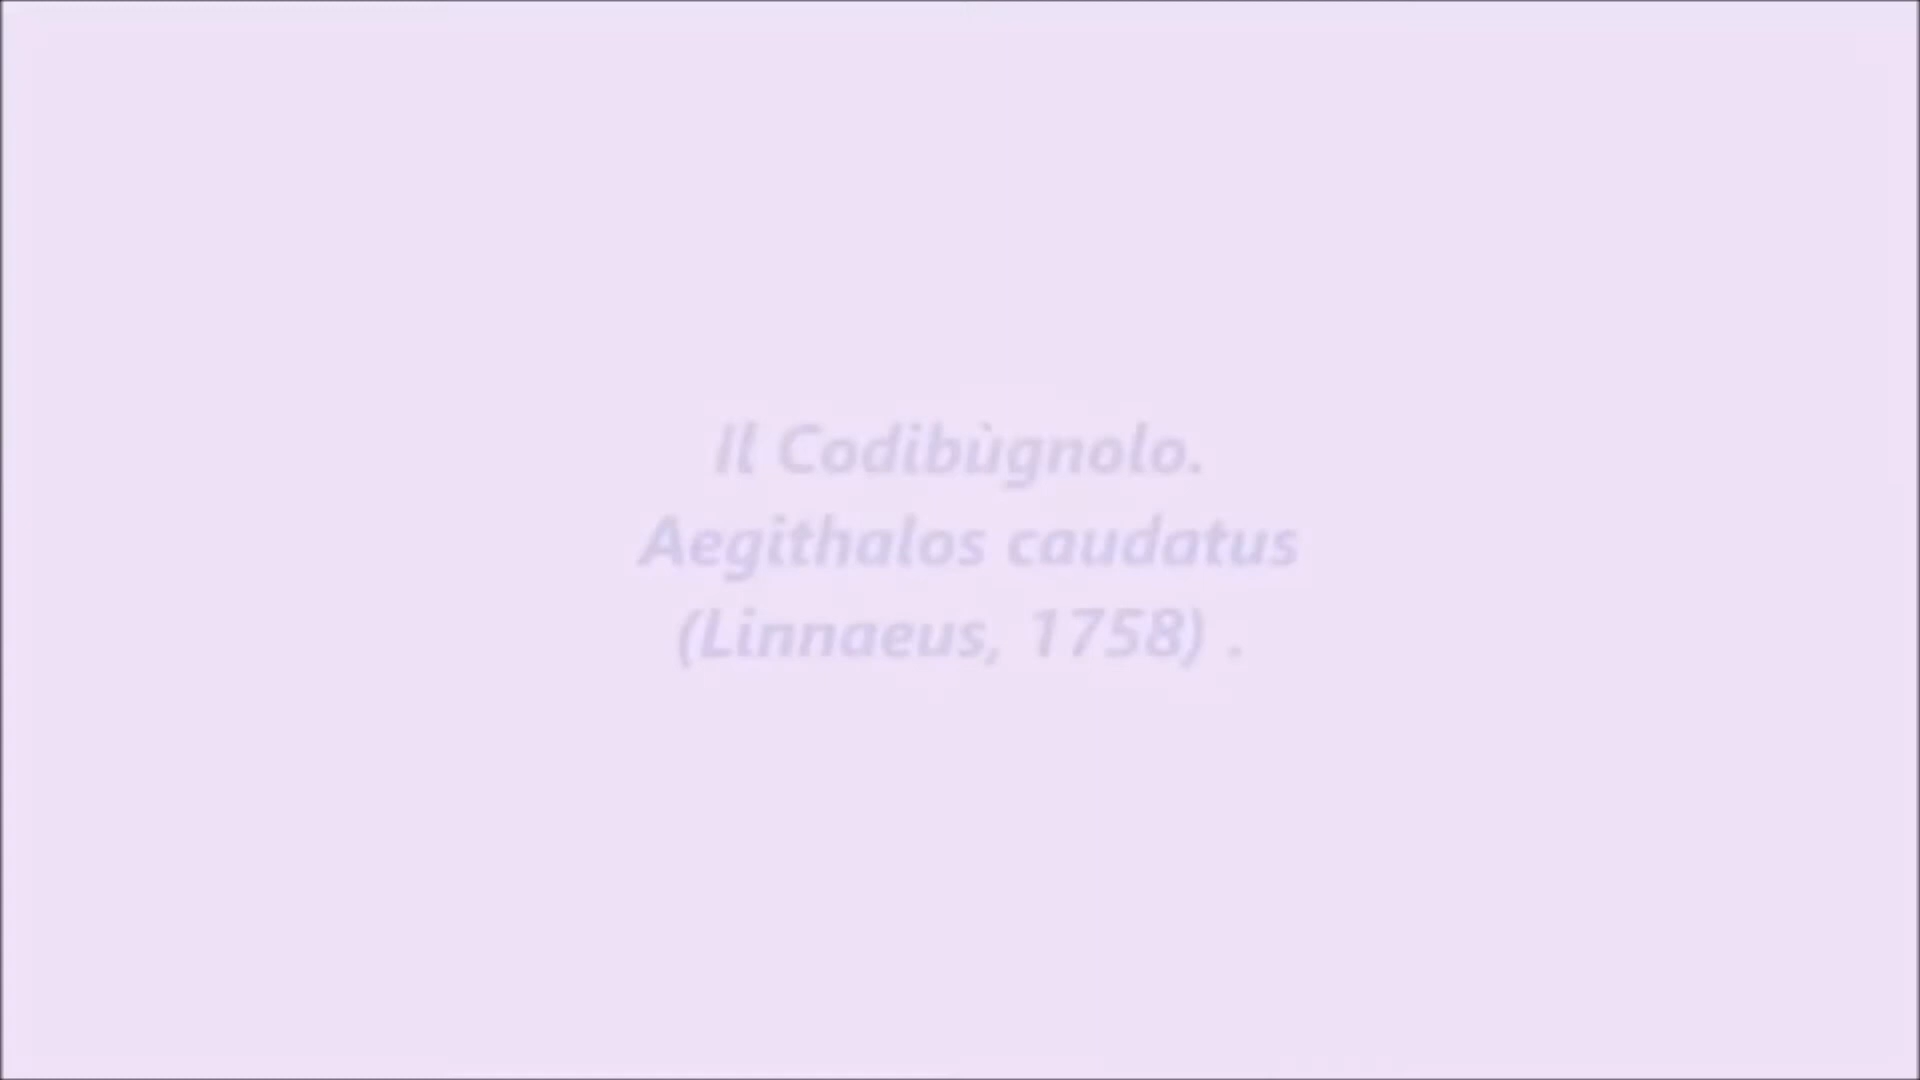 Il Codibùgnolo.
Aegithalos caudatus
(Linnaeus, 1758) .